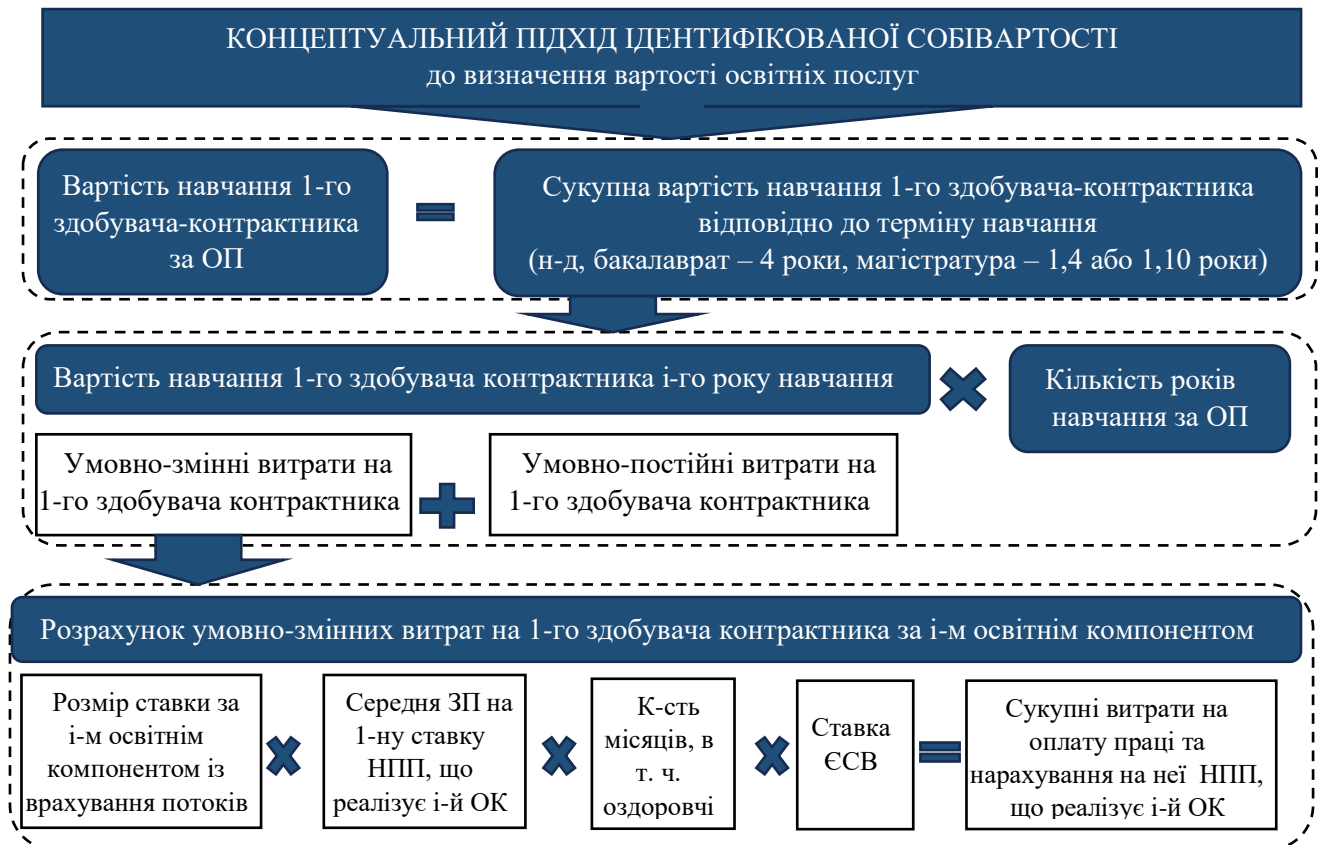 КОНЦЕПТУАЛЬНИЙ ПІДХІД ІДЕНТИФІКОВАНОЇ СОБІВАРТОСТІ
до визначення вартості освітніх послуг
Вартість навчання 1-го
здобувача-контрактника
за ОП
=
Сукупна вартість навчання 1-го здобувача-контрактника
відповідно до терміну навчання
(н-д, бакалаврат – 4 роки, магістратура – 1,4 або 1,10 роки)
Вартість навчання 1-го здобувача контрактника і-го року навчання
×
Кількість років
навчання за ОП
Умовно-змінні витрати на
1-го здобувача контрактника
+
Умовно-постійні витрати на
1-го здобувача контрактника
Розрахунок умовно-змінних витрат на 1-го здобувача контрактника за і-м освітнім компонентом
Розмір ставки за
і-м освітнім
компонентом із
врахування потоків
×
Середня ЗП на
1-ну ставку
НПП, що
реалізує і-й ОК
×
К-сть
місяців, в
т. ч.
оздоровчі
×
Ставка
ЄСВ
=
Сукупні витрати на
оплату праці та
нарахування на неї НПП,
що реалізує і-й ОК